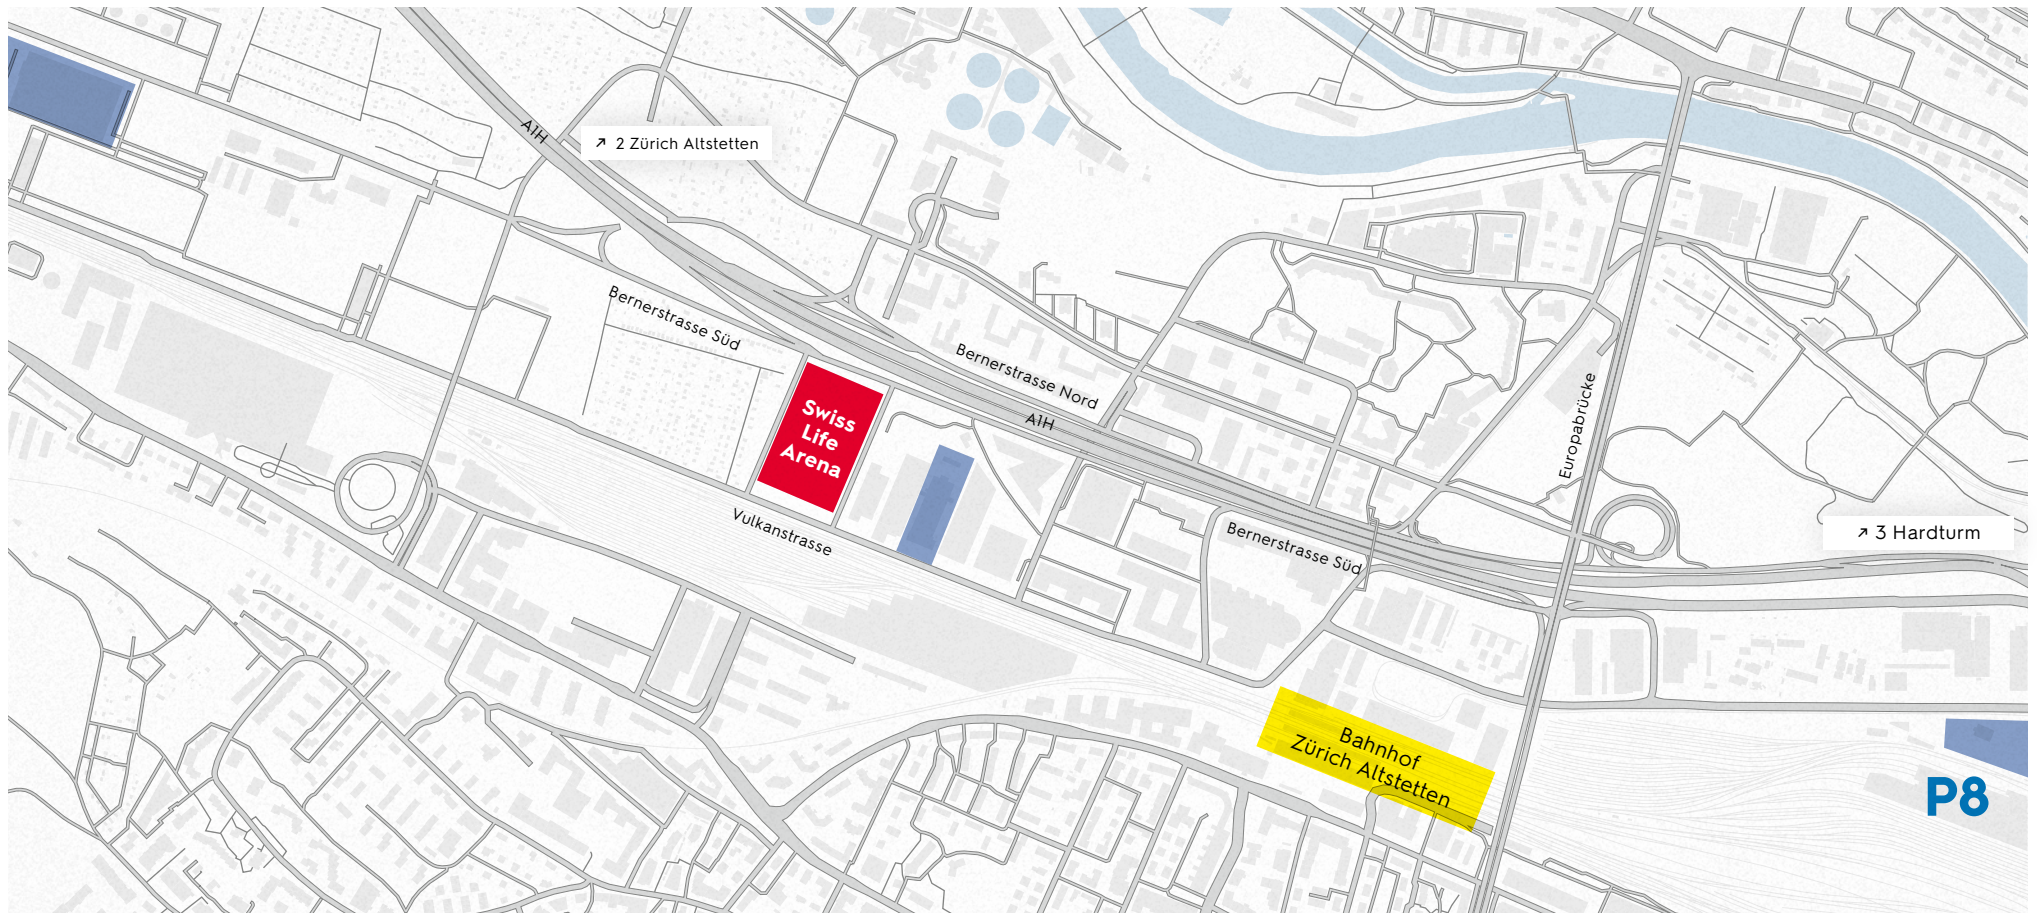 A1H
↗ 2 Zürich Altstetten
Bernerstrasse Süd
Bernerstrasse Nord
A1H
Europabrücke
Swiss
Life
Arena
Vulkanstrasse
Bernerstrasse Süd
↗ 3 Hardturm
Bahnhof
Zürich Altstetten
P8